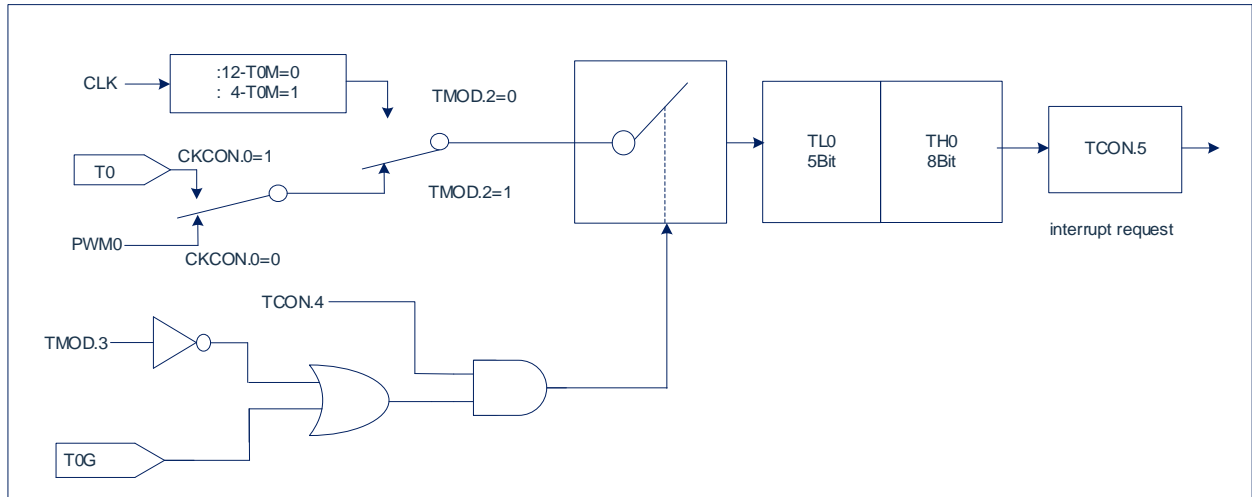 CLK
:12-T0M=0
: 4-T0M=1
TMOD.2=0
T0
CKCON.0=1
TMOD.2=1
PWM0
CKCON.0=0
TL0
5Bit
TH0
8Bit
TCON.5
interrupt request
TCON.4
TMOD.3
T0G